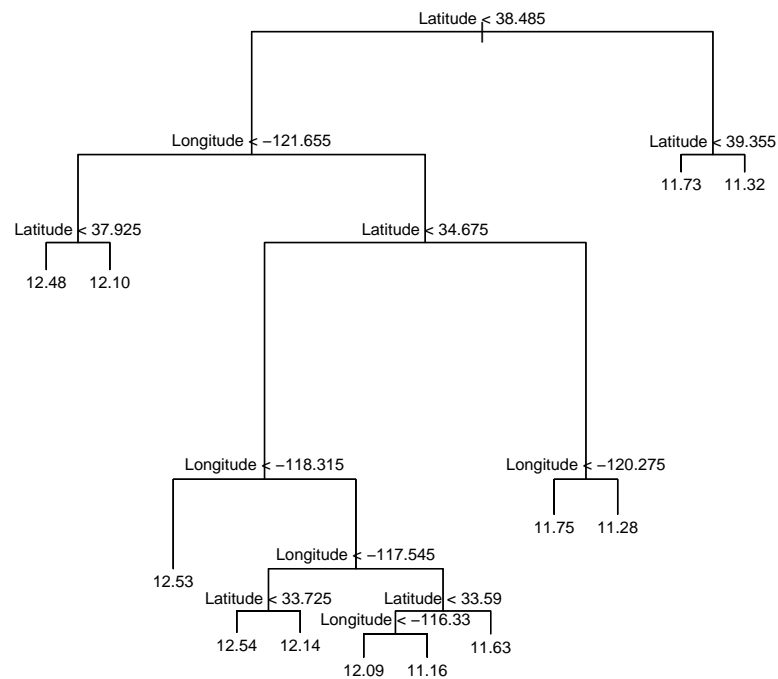 Latitude < 38.485
Longitude < −121.655
Latitude < 39.355
11.73 11.32
Latitude < 37.925
Latitude < 34.675
12.48 12.10
Longitude < −118.315
Longitude < −120.275
11.75 11.28
Longitude < −117.545
12.53
Latitude < 33.725
Latitude < 33.59
Longitude < −116.33
12.54 12.14
11.63
12.09 11.16